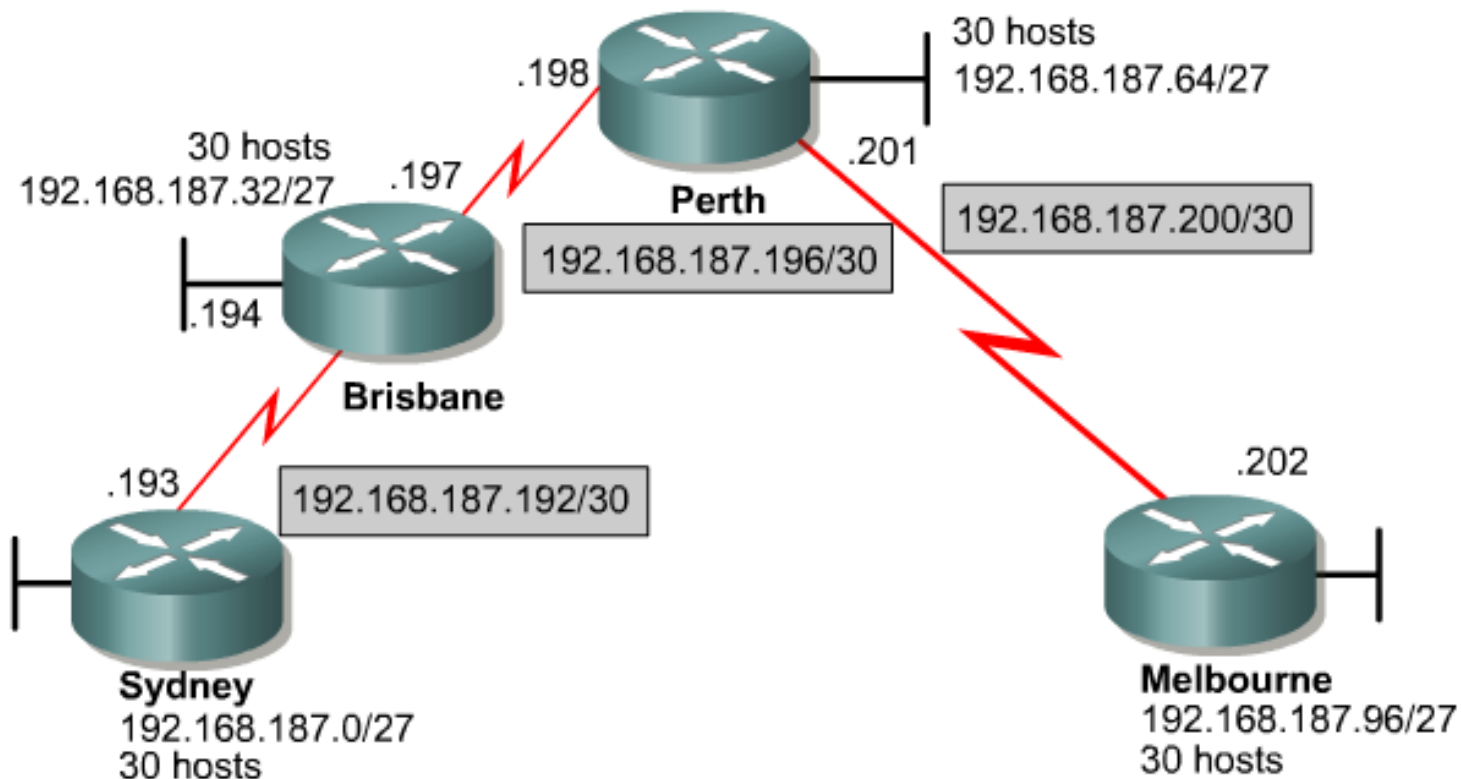 30 hosts
192.168.187.64/27
.198
.201
Perth
30 hosts
192.168.187.32/27
.197
192.168.187.200/30
192.168.187.196/30
.194
Brisbane
.193
192.168.187.192/30
.202
Sydney
192.168.187.0/27
30 hosts
Melbourne
192.168.187.96/27
30 hosts